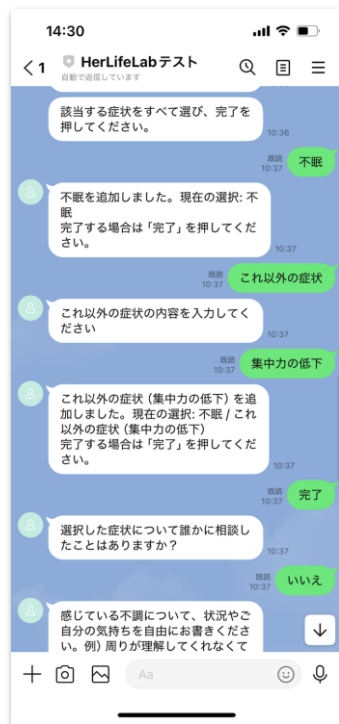 14:30
1
HerLifeLabテスト
自動で返信しています
該当する症状をすべて選び、完了を
押してください。
10:36
既読
10:37
不眠
不眠を追加しました。現在の選択: 不
眠
完了する場合は「完了」を押してくだ
さい。
10:37
既読
10:37
これ以外の症状
これ以外の症状の内容を入力してく
ださい
10:37
既読
10:37
集中力の低下
これ以外の症状 (集中力の低下) を追
加しました。現在の選択: 不眠 / これ
以外の症状 (集中力の低下)
完了する場合は「完了」を押してくだ
さい。
10:37
既読
10:37
完了
選択した症状について誰かに相談し
たことはありますか？
10:37
既読
10:37
いいえ
感じている不調について、状況やご
自分の気持ちを自由にお書きくださ
い。例) 周りが理解してくれなくて
Aa